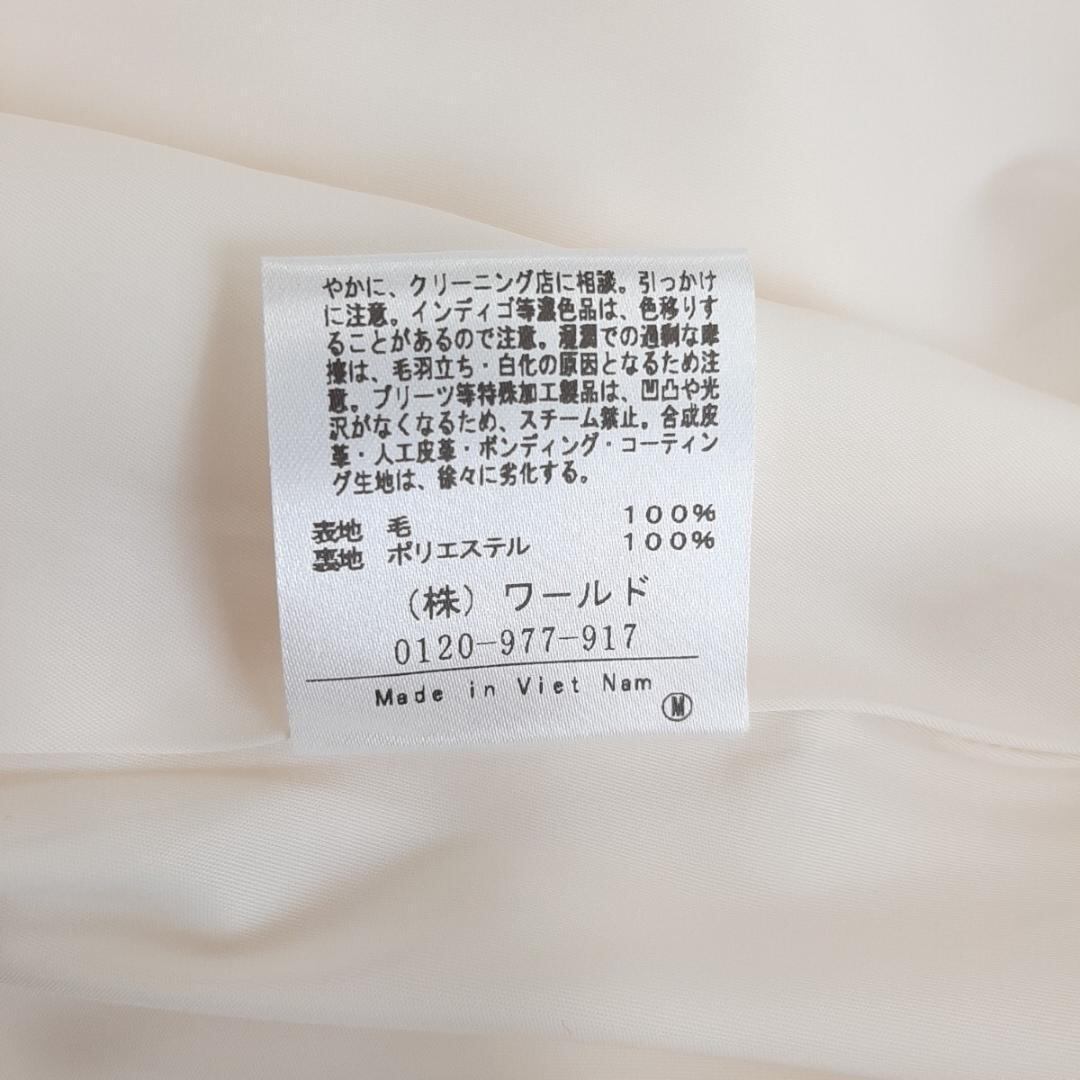 やかに、クリーニング店に相談。引っかけ
に注意。インディゴ等濃色品は、色移りす
ることがあるので注意。湿潤での過剰な摩
擦は、毛羽立ち・白化の原因となるため注
意。プリーツ等特殊加工製品は、凹凸や光
沢がなくなるため、スチーム禁止。合成皮
革・人工皮革・ボンディング・コーティン
グ生地は、徐々に劣化する。
表地 毛 100%
裏地 ポリエステル 100%
(株) ワールド
0120-977-917
Made in Viet Nam
Ⓜ